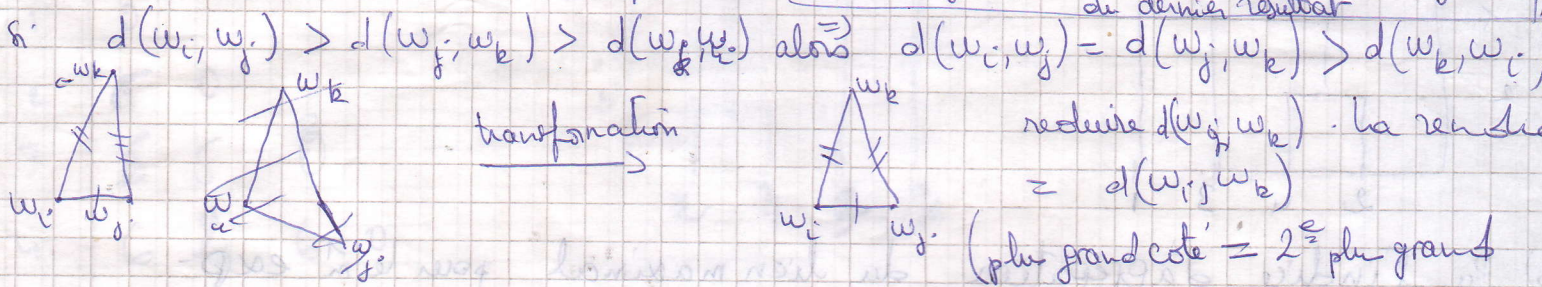 du dernier résultat
si d(ωi, ωj) > d(ωj, ωk) > d(ωk, ωi) alors d(ωi, ωj) = d(ωj, ωk) > d(ωk, ωi)
ωk
ωk
transformation
ωk
réduire d(ωj, ωk). la rendre
= d(ωi, ωk)
ωi ωj
ωi
ωj
ωi ωj
(plus grand coté = 2e plus grand